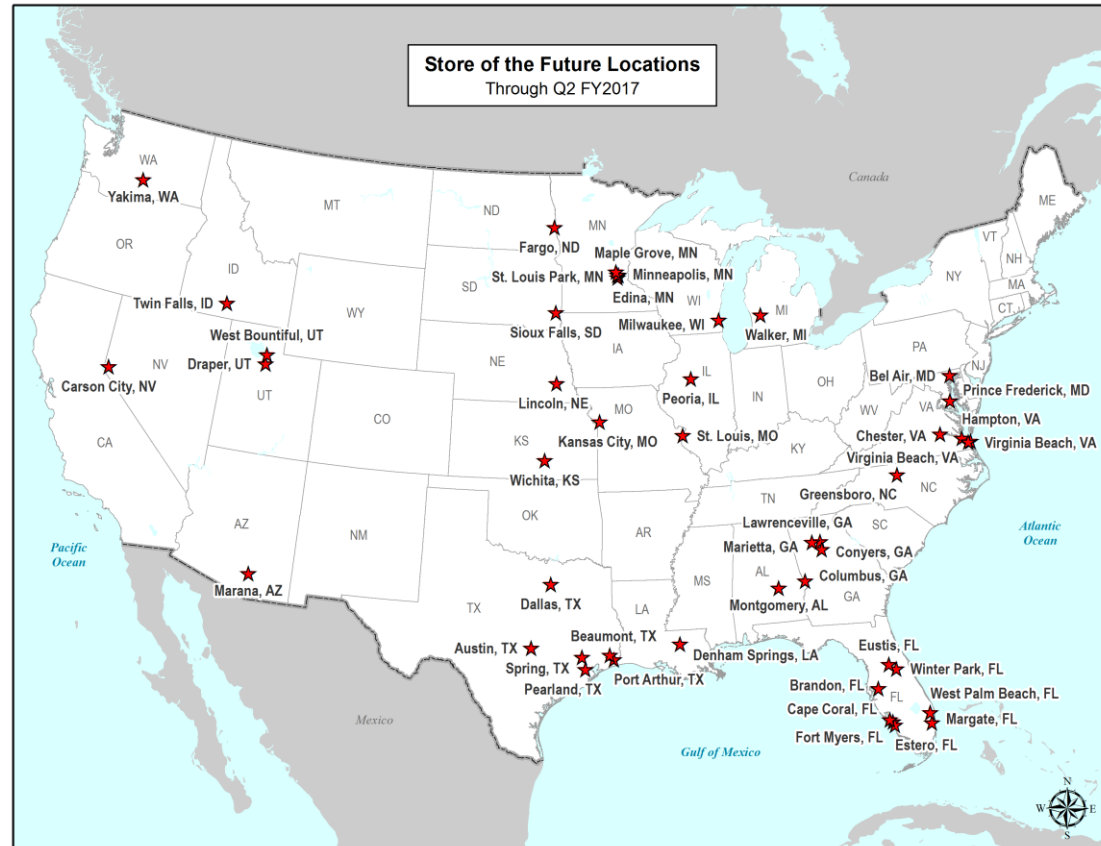 Store of the Future Locations
Through Q2 FY2017
Canada
WA
Yakima, WA
MT
ND
MN
ME
Fargo, ND
VT
OR
Maple Grove, MN
NH
ID
St. Louis Park, MN
Minneapolis, MN
NY
MA
SD
Edina, MN
WI
CT
Twin Falls, ID
WY
Sioux Falls, SD
Milwaukee, WI
MI
Walker, MI
West Bountiful, UT
IA
PA
NE
NJ
Draper, UT
NV
Bel Air, MD
Carson City, NV
IL
OH
Lincoln, NE
Peoria, IL
IN
Prince Frederick, MD
UT
MO
WV
VA
Hampton, VA
CO
CA
KS
Kansas City, MO
St. Louis, MO
Chester, VA
Virginia Beach, VA
KY
Virginia Beach, VA
Wichita, KS
Greensboro, NC
NC
TN
OK
AZ
NM
AR
Lawrenceville, GA
SC
Atlantic
Ocean
Pacific
Ocean
Marietta, GA
Conyers, GA
MS
AL
Columbus, GA
Marana, AZ
Dallas, TX
Montgomery, AL
GA
TX
LA
Beaumont, TX
Austin, TX
Denham Springs, LA
Eustis, FL
Spring, TX
Winter Park, FL
Port Arthur, TX
Pearland, TX
Brandon, FL
FL
West Palm Beach, FL
Cape Coral, FL
Mexico
Margate, FL
Fort Myers, FL
Estero, FL
Gulf of Mexico
N
W
E
S